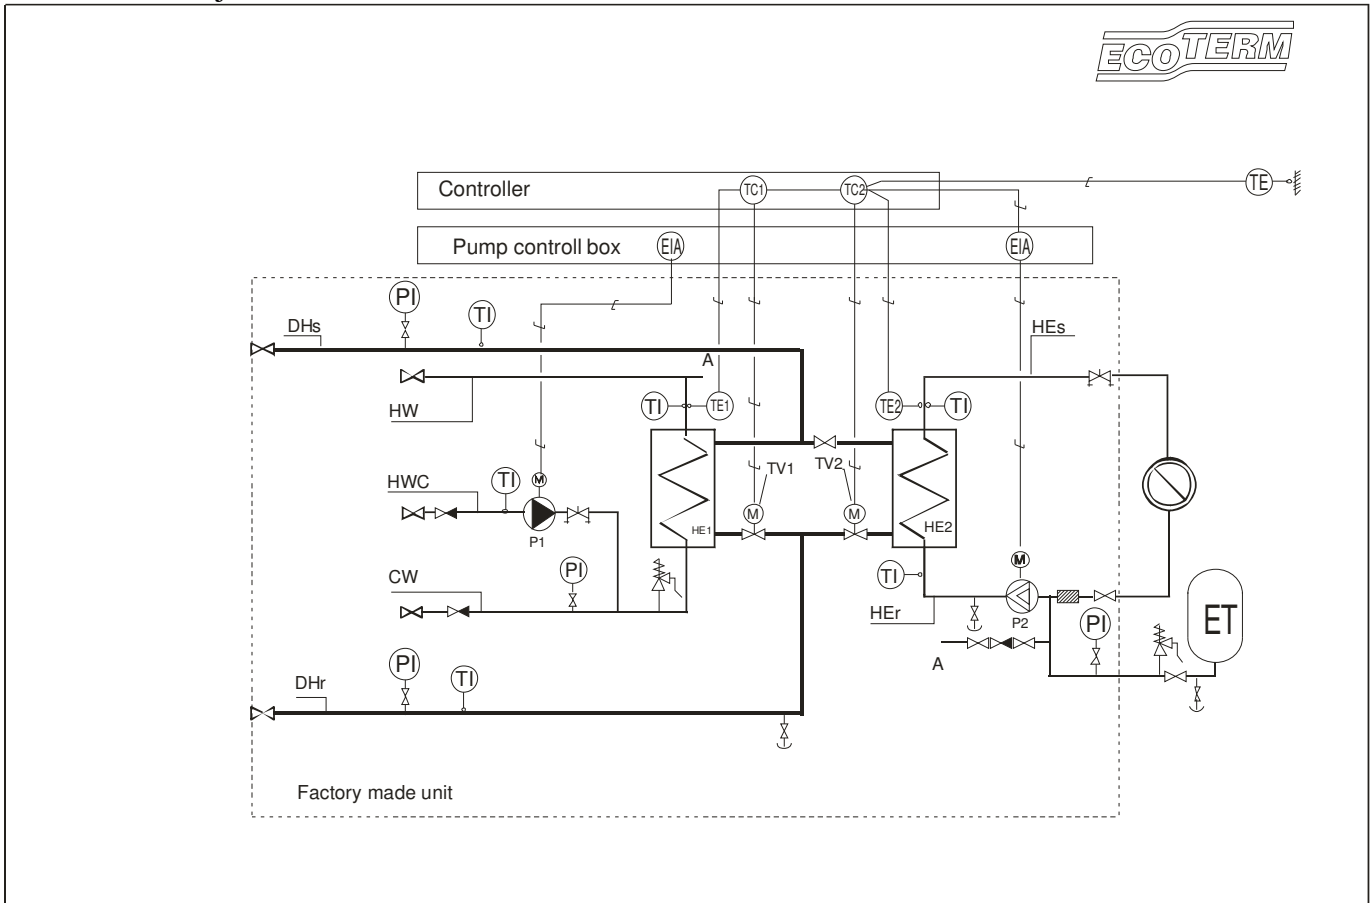 ECOTERM
Controller
TC1
TC2
TE
Pump controll box
EIA
EIA
PI
TI
DHs
HEs
A
HW
TI
TE1
TE2
TI
TV1
TV2
HWC
TI
M
M
M
P1
HE1
HE2
CW
PI
TI
M
HEr
P2
PI
ET
A
DHr
PI
TI
Factory made unit